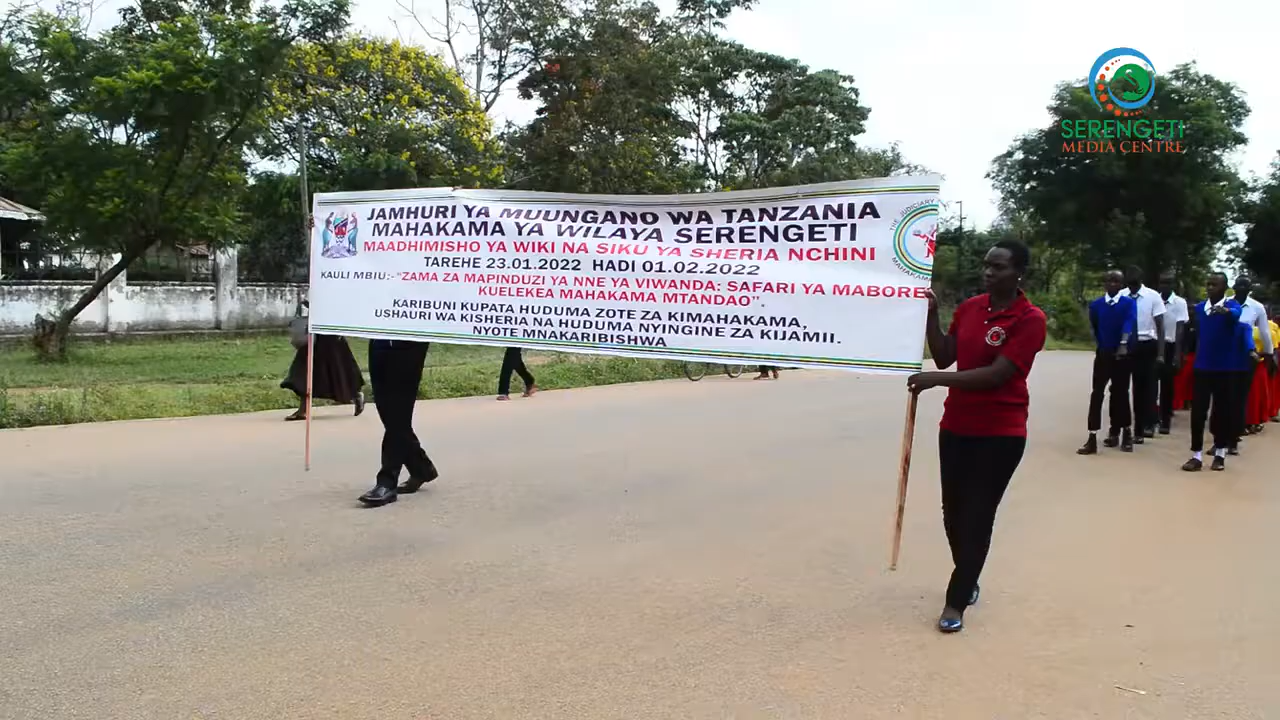 SERENGETI
MEDIA CENTRE
JAMHURI YA MUUNGANO WA TANZANIA
MAHAKAMA YA WILAYA SERENGETI
MAADHIMISHO YA WIKI NA SIKU YA SHERIA NCHINI
TAREHE 23.01.2022 HADI 01.02.2022
KAULI MBIU:- "ZAMA ZA MAPINDUZI YA NNE YA VIWANDA: SAFARI YA MABORE
KUELEKEA MAHAKAMA MTANDAO".
KARIBUNI KUPATA HUDUMA ZOTE ZA KIMAHAKAMA,
USHAURI WA KISHERIA NA HUDUMA NYINGINE ZA KIJAMII.
NYOTE MNAKARIBISHWA
THE JUDICIARY
MAHAKAMA